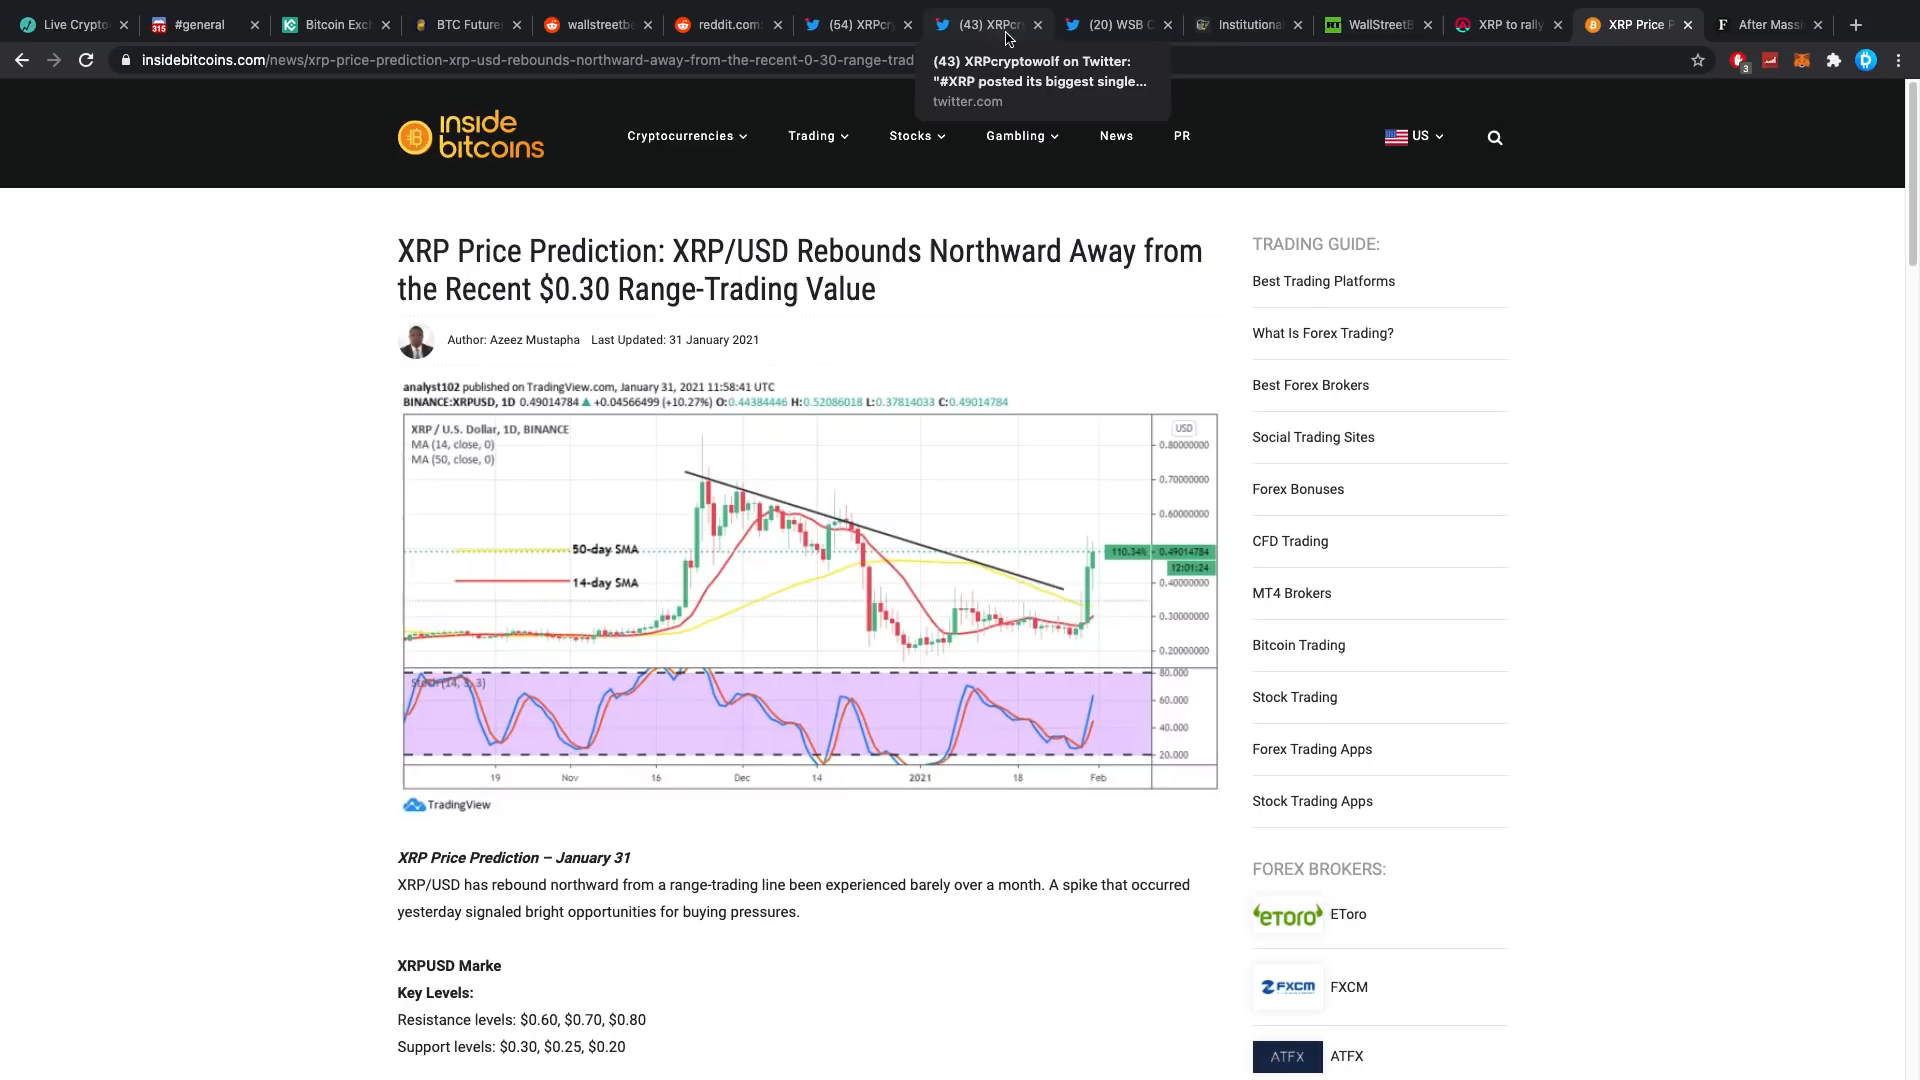 Live Crypto
315
#general
Bitcoin Exc
BTC Future
wallstreetbe
reddit.com:
(54) XRPcry
(43) XRPcry
(20) WSB C
Institutiona
WallStreetB
XRP to rally
XRP Price P
After Massi
insidebitcoins.com/news/xrp-price-prediction-xrp-usd-rebounds-northward-away-from-the-recent-0-30-range-trad
3
(43) XRPcryptowolf on Twitter:
"#XRP posted its biggest single...
twitter.com
inside
bitcoins
Cryptocurrencies
Trading
Stocks
Gambling
News
PR
US
XRP Price Prediction: XRP/USD Rebounds Northward Away from
the Recent $0.30 Range-Trading Value
Author: Azeez Mustapha Last Updated: 31 January 2021
analyst102 published on TradingView.com, January 31, 2021 11:58:41 UTC
BINANCE:XRPUSD, 1D 0.49014784 ▲ +0.04566499 (+10.27%) O:0.44384446 H:0.52086018 L:0.37814033 C:0.49014784
XRP / U.S. Dollar, 1D, BINANCE
MA (14, close, 0)
MA (50, close, 0)
USD
0.80000000
0.70000000
0.60000000
50-day SMA
110.34%
0.49014784
12:01:24
14-day SMA
0.40000000
0.30000000
0.20000000
Stoch (14, 3, 3)
80.000
60.000
40.000
20.000
19
Nov
16
Dec
14
2021
18
Feb
TradingView
XRP Price Prediction – January 31
XRP/USD has rebound northward from a range-trading line been experienced barely over a month. A spike that occurred
yesterday signaled bright opportunities for buying pressures.
XRPUSD Marke
Key Levels:
Resistance levels: $0.60, $0.70, $0.80
Support levels: $0.30, $0.25, $0.20
TRADING GUIDE:
Best Trading Platforms
What Is Forex Trading?
Best Forex Brokers
Social Trading Sites
Forex Bonuses
CFD Trading
MT4 Brokers
Bitcoin Trading
Stock Trading
Forex Trading Apps
Stock Trading Apps
FOREX BROKERS:
eToro
EToro
FXCM
FXCM
ATFX
ATFX